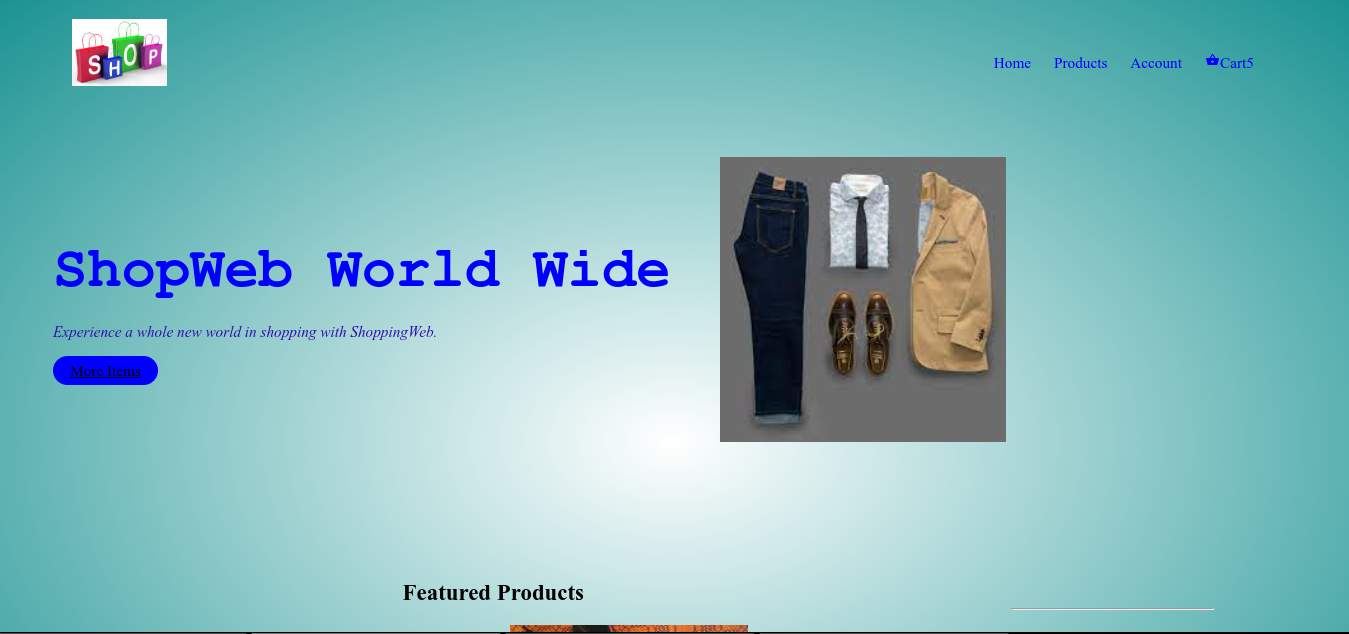 SHOP
Home Products Account Cart5
ShopWeb World Wide
Experience a whole new world in shopping with ShoppingWeb.
More Items
Featured Products